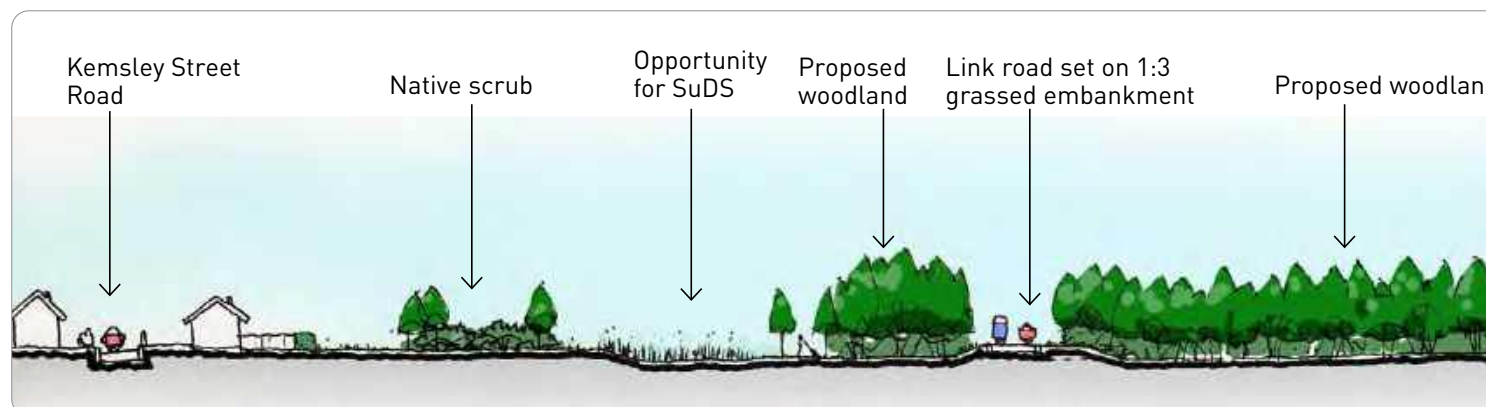 Kemsley Street
Road
Native scrub
Opportunity
for SuDS
Proposed
woodland
Link road set on 1:3
grassed embankment
Proposed woodlan